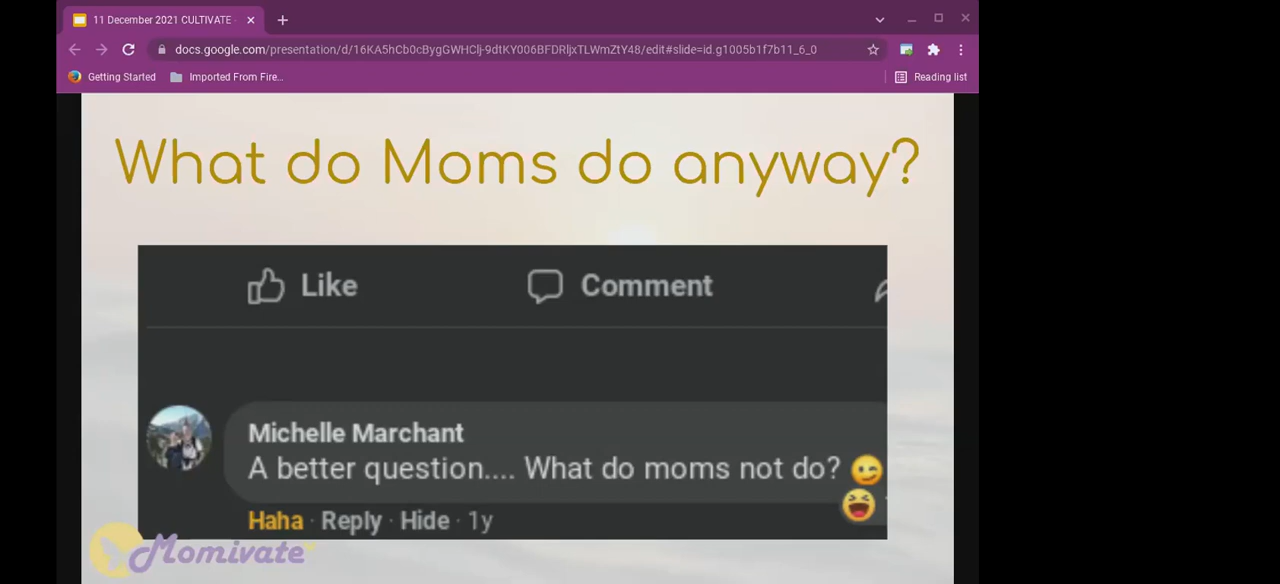 11 December 2021 CULTIVATE
docs.google.com/presentation/d/16KA5hCb0cBygGWHClj-9dtKY006BFDRljxTLWmZtY48/edit#slide=id.g1005b1f7b11_6_0
Getting Started Imported From Fire... Reading list
What do Moms do anyway?
Like Comment
Michelle Marchant
A better question.... What do moms not do? 😉
Haha · Reply · Hide · 1y
Momivate